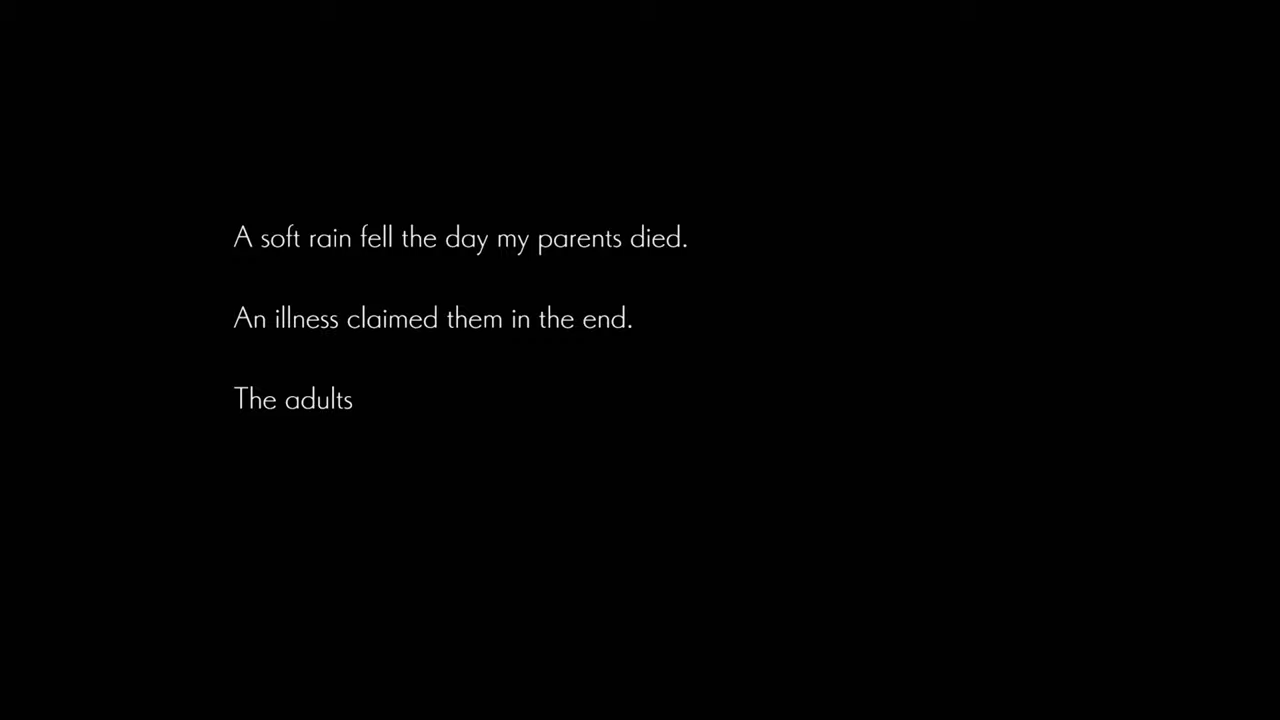 A soft rain fell the day my parents died.
An illness claimed them in the end.
The adults